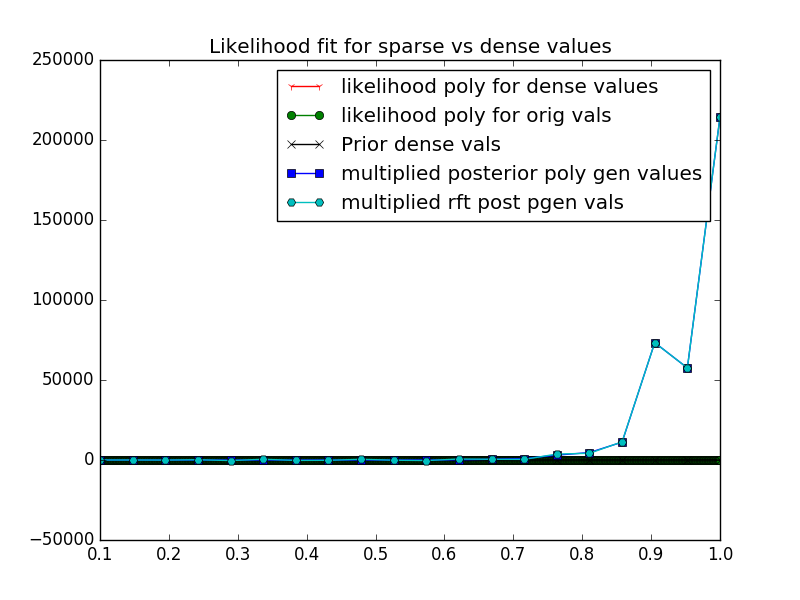 Likelihood fit for sparse vs dense values
250000
200000
150000
100000
50000
0
−50000
likelihood poly for dense values
likelihood poly for orig vals
Prior dense vals
multiplied posterior poly gen values
multiplied rft post pgen vals
0.1 0.2 0.3 0.4 0.5 0.6 0.7 0.8 0.9 1.0